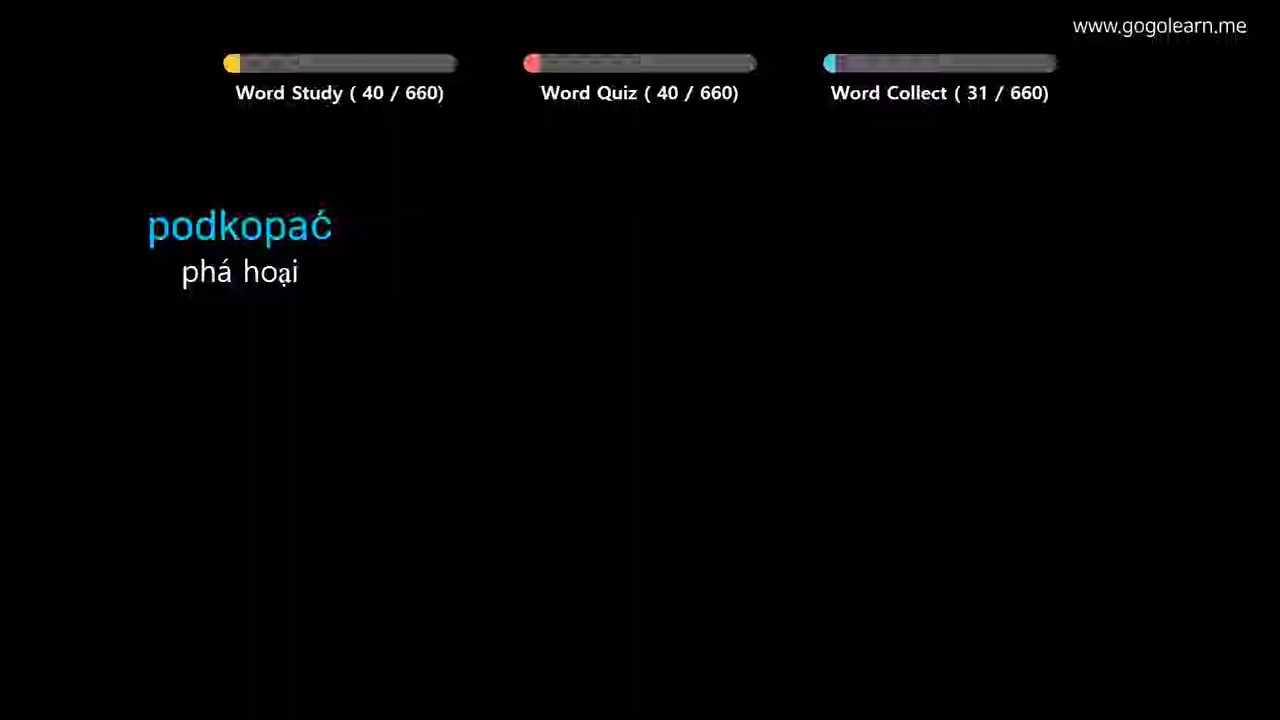 www.gogolearn.me
Word Study ( 40 / 660)
Word Quiz ( 40 / 660)
Word Collect ( 31 / 660)
podkopać
phá hoại